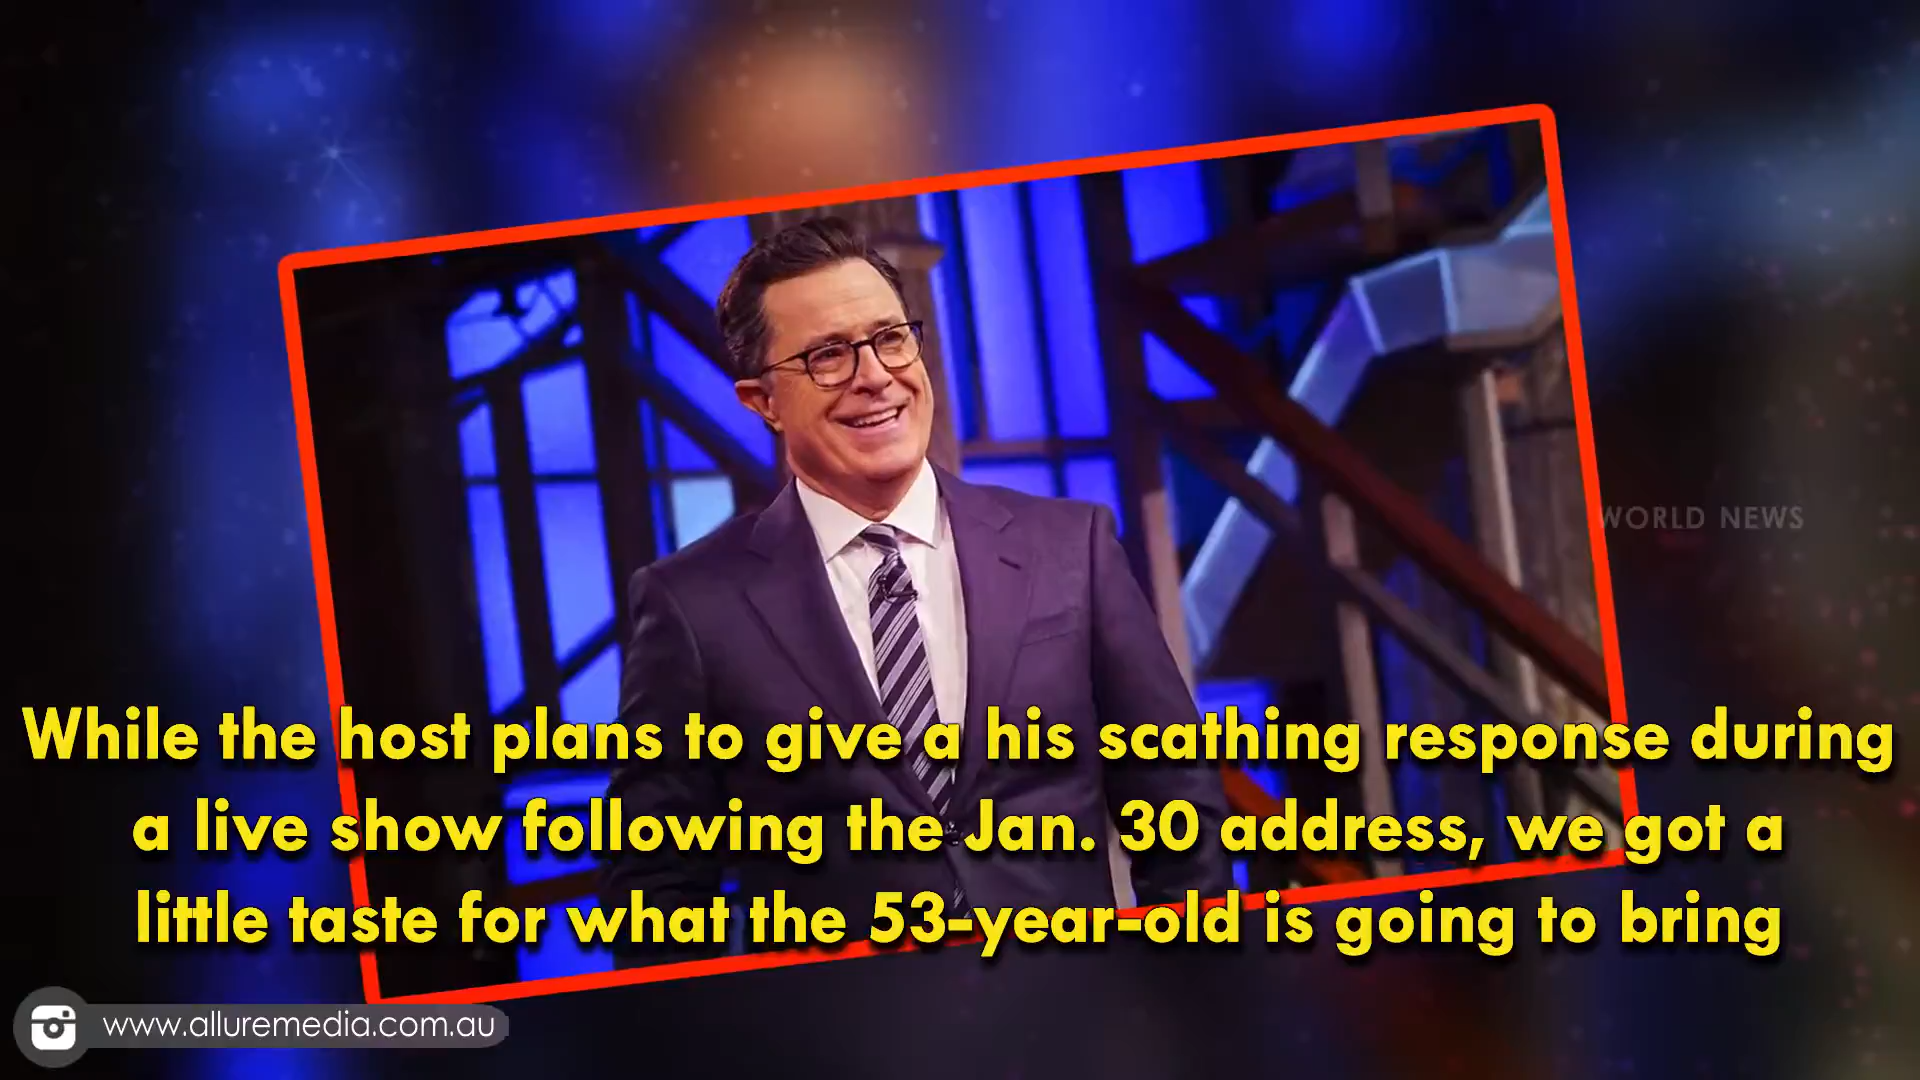 WORLD NEWS
While the host plans to give a his scathing response during
a live show following the Jan. 30 address, we got a
little taste for what the 53-year-old is going to bring
www.alluremedia.com.au